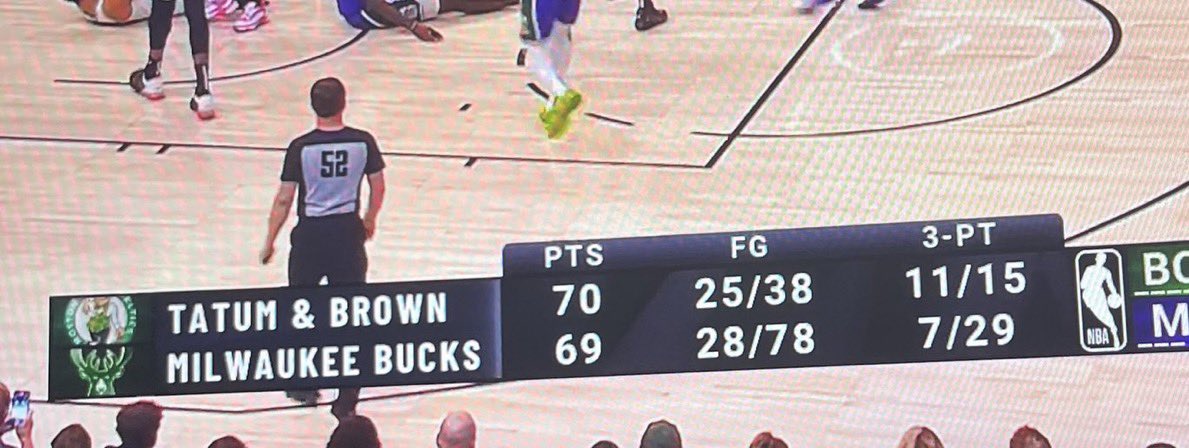 52
PTS FG 3-PT
TATUM & BROWN 70 25/38 11/15
MILWAUKEE BUCKS 69 28/78 7/29
NBA
BO
M